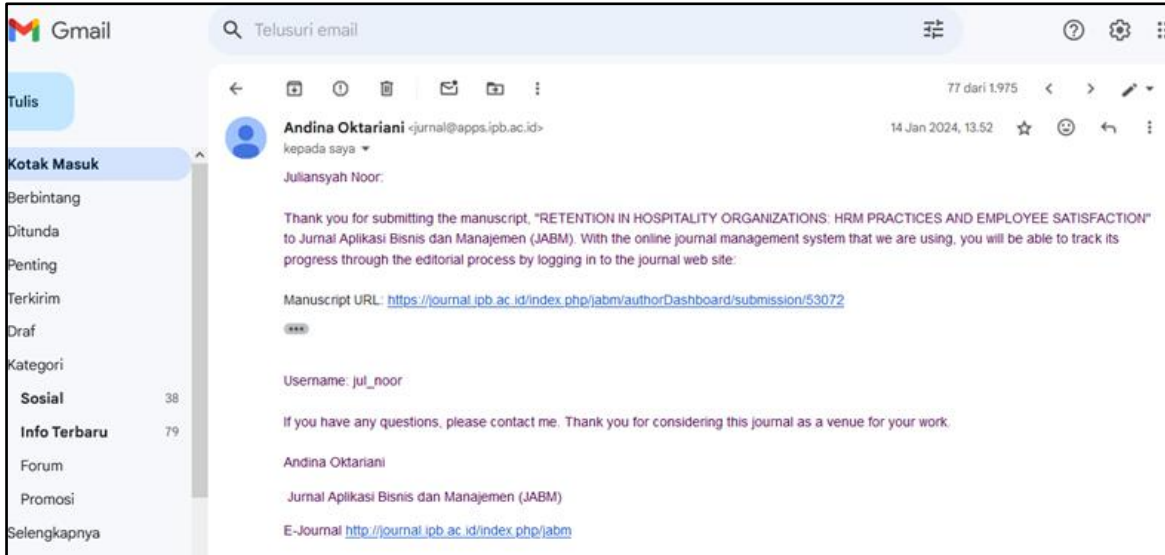 Gmail
Telusuri email
Tulis
77 dari 1.975
Andina Oktariani <jurnal@apps.ipb.ac.id>
14 Jan 2024, 13.52
kepada saya
Kotak Masuk
Berbintang
Ditunda
Penting
Terkirim
Draf
Kategori
Sosial 38
Info Terbaru 79
Forum
Promosi
Selengkapnya
Juliansyah Noor:
Thank you for submitting the manuscript, "RETENTION IN HOSPITALITY ORGANIZATIONS: HRM PRACTICES AND EMPLOYEE SATISFACTION"
to Jurnal Aplikasi Bisnis dan Manajemen (JABM). With the online journal management system that we are using, you will be able to track its
progress through the editorial process by logging in to the journal web site:
Manuscript URL: https://journal.ipb.ac.id/index.php/jabm/authorDashboard/submission/53072
Username: jul_noor
If you have any questions, please contact me. Thank you for considering this journal as a venue for your work.
Andina Oktariani
Jurnal Aplikasi Bisnis dan Manajemen (JABM)
E-Journal http://journal.ipb.ac.id/index.php/jabm